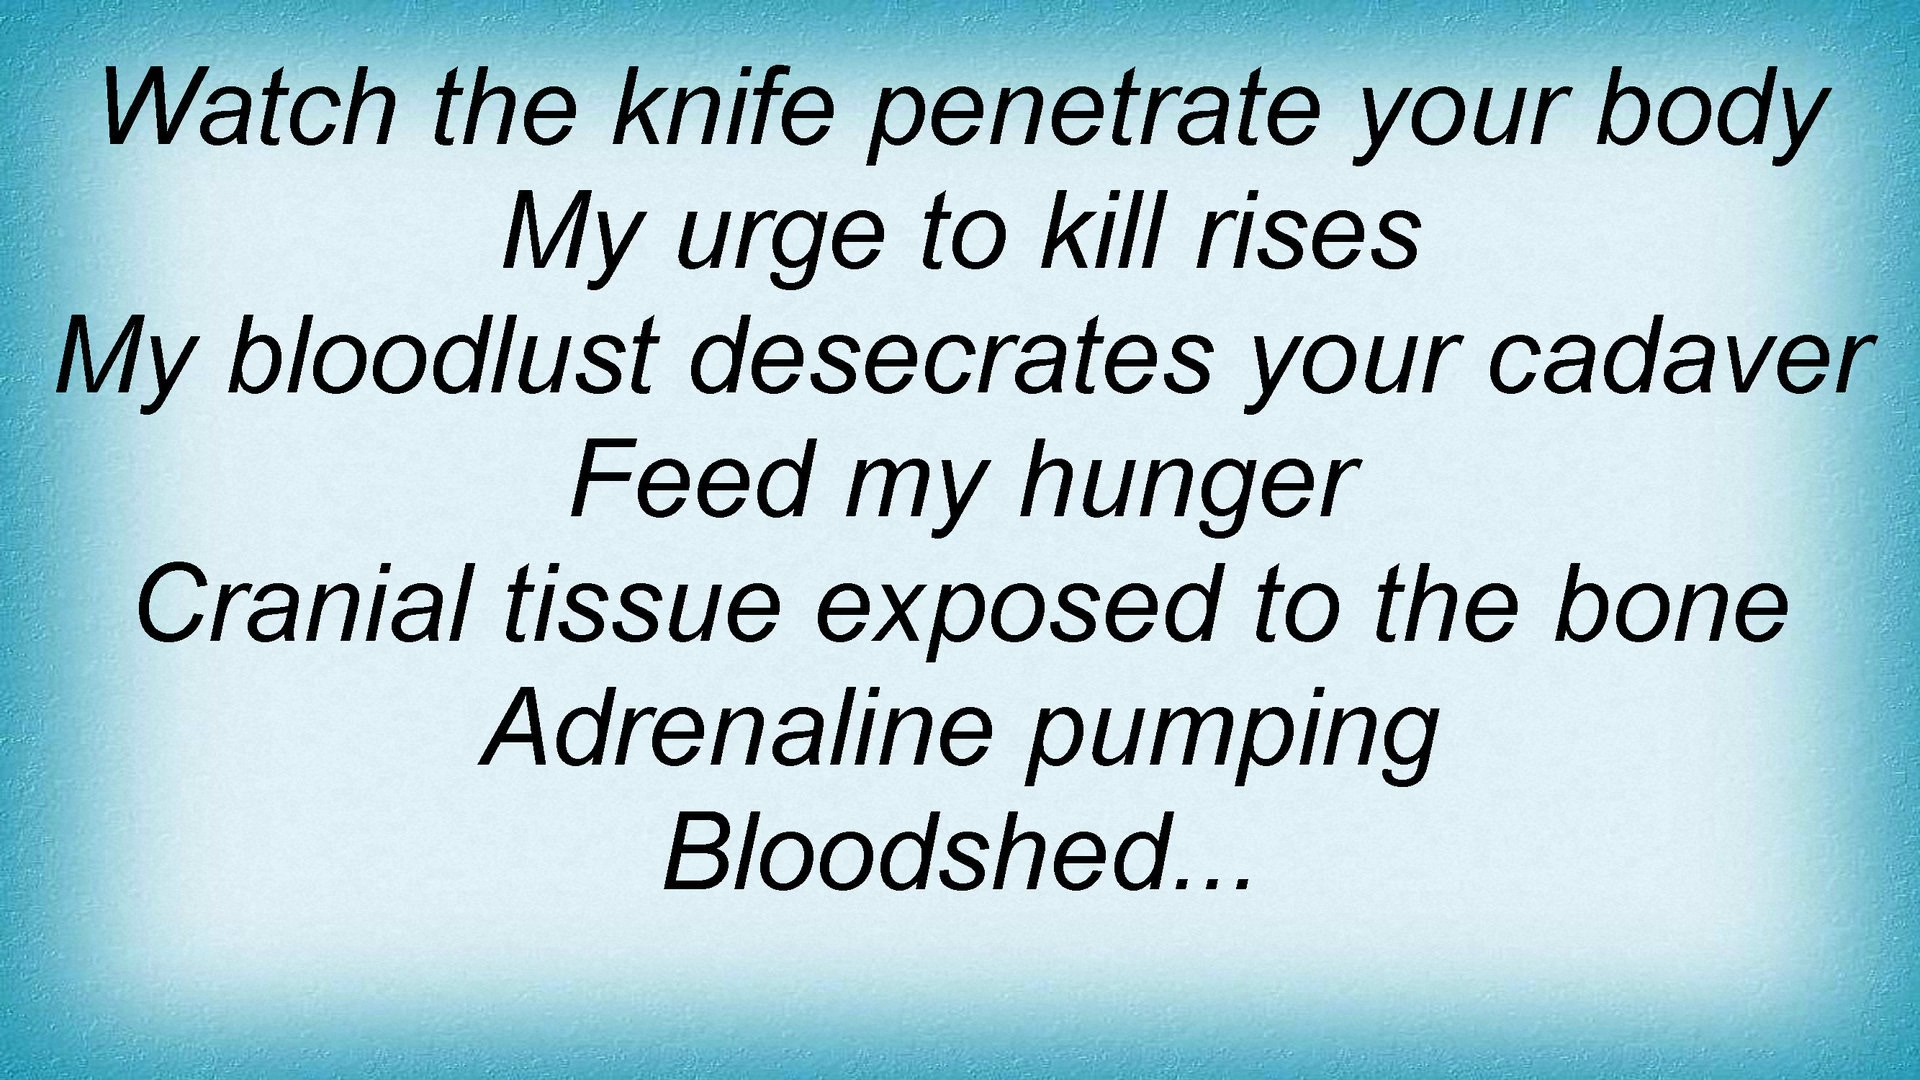 Watch the knife penetrate your body
My urge to kill rises
My bloodlust desecrates your cadaver
Feed my hunger
Cranial tissue exposed to the bone
Adrenaline pumping
Bloodshed...